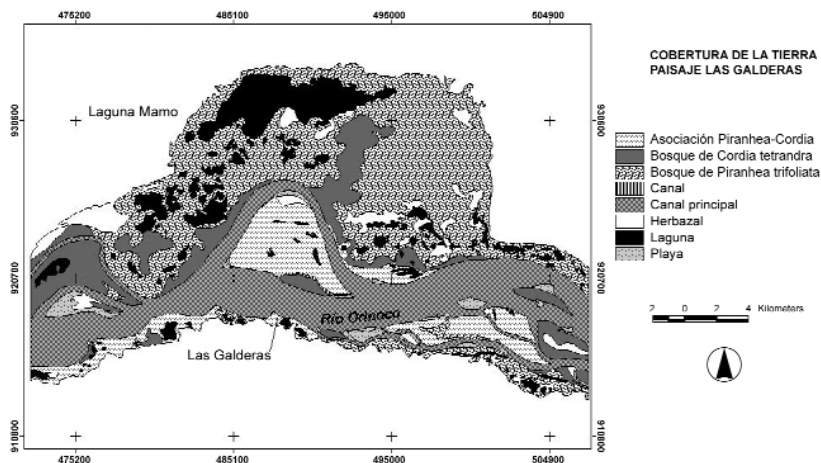 475200 485100 495000 504900
COBERTURA DE LA TIERRA
PAISAJE LAS GALDERAS
Laguna Mamo
930600 930600
Asociación Piranhea-Cordia
Bosque de Cordia tetrandra
Bosque de Piranhea trifoliata
Canal
Canal principal
Herbazal
Laguna
Playa
920700 920700
2 0 2 4 Kilometers
Río Orinoco
Las Galderas
910800 910800
475200 485100 495000 504900